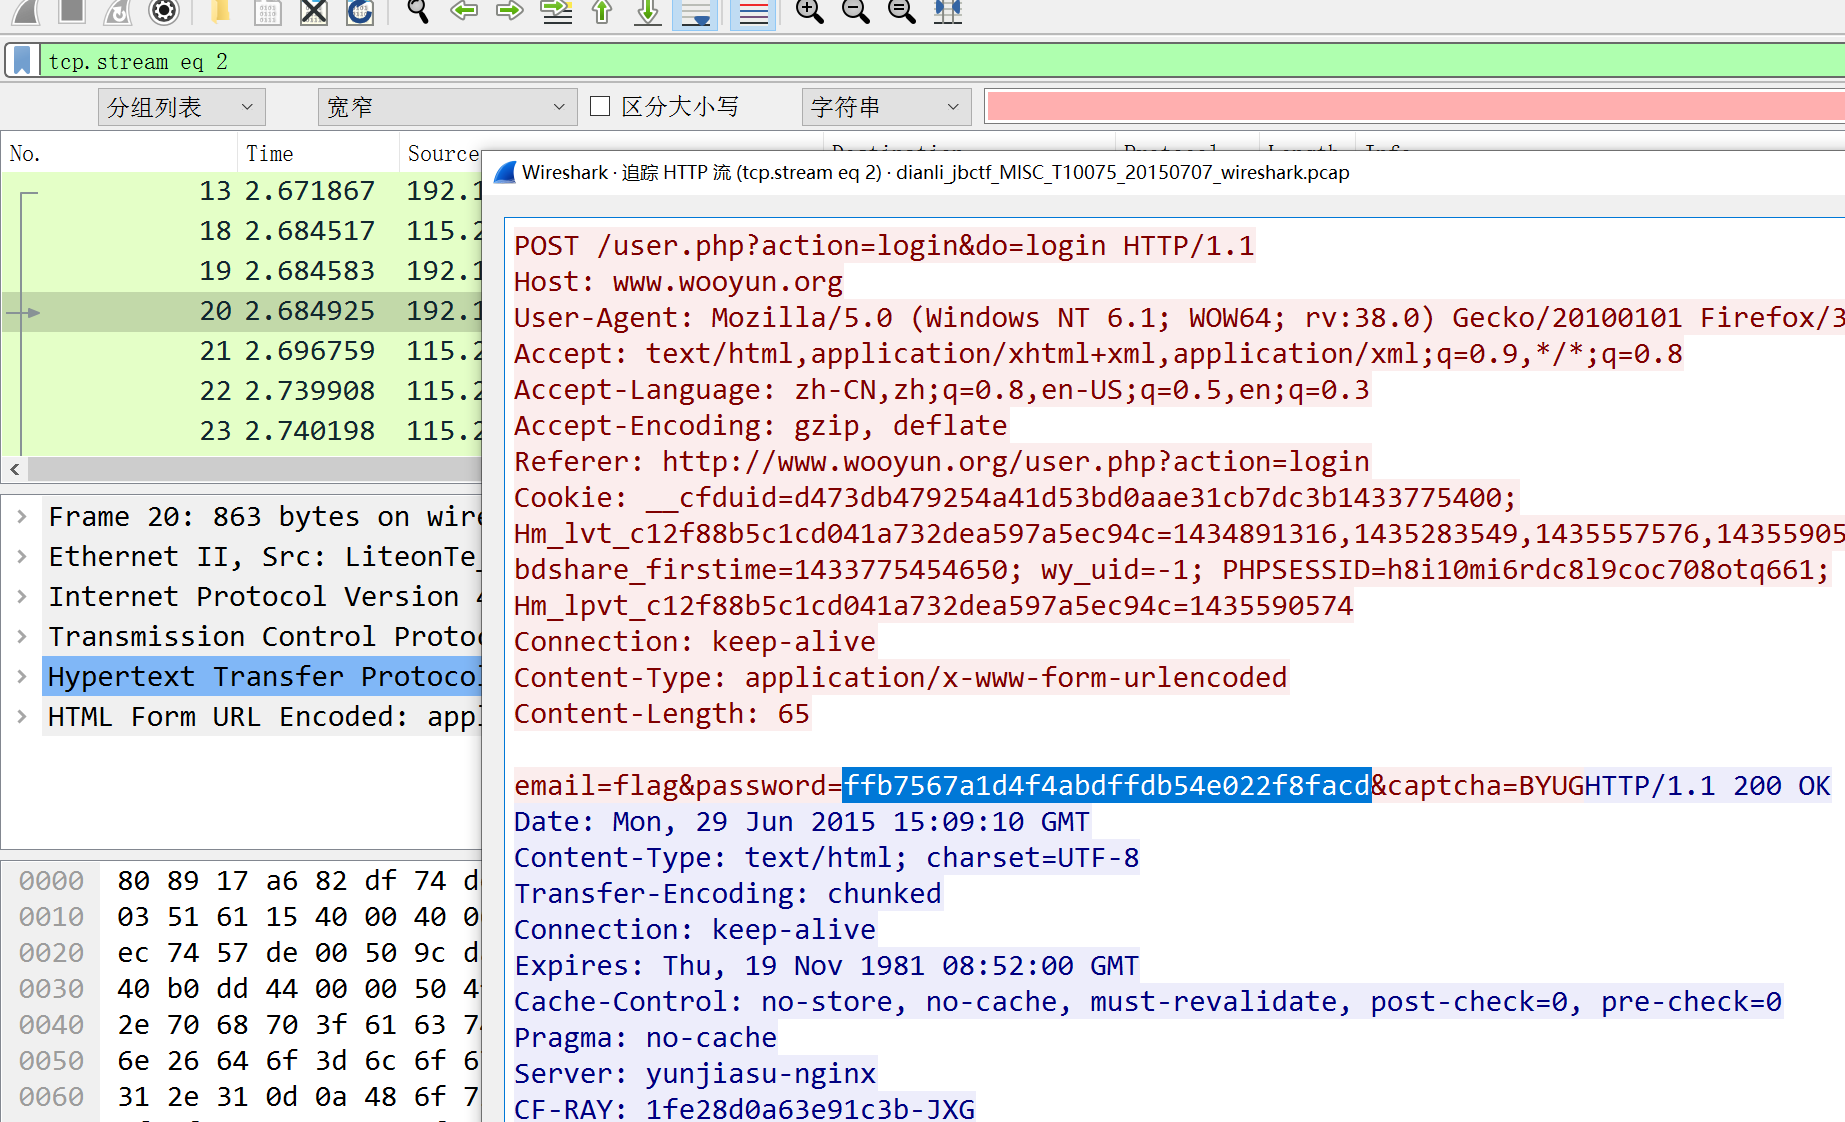 tcp.stream eq 2
分组列表 宽窄 区分大小写 字符串
No. Time Source Destination Protocol Length Info
13 2.671867 192.1
18 2.684517 115.2
19 2.684583 192.1
20 2.684925 192.1
21 2.696759 115.2
22 2.739908 115.2
23 2.740198 115.2
Frame 20: 863 bytes on wire
Ethernet II, Src: LiteonTe_
Internet Protocol Version 4
Transmission Control Protoc
Hypertext Transfer Protocol
HTML Form URL Encoded: appl
0000 80 89 17 a6 82 df 74 d
0010 03 51 61 15 40 00 40 0
0020 ec 74 57 de 00 50 9c d
0030 40 b0 dd 44 00 00 50 4
0040 2e 70 68 70 3f 61 63 7
0050 6e 26 64 6f 3d 6c 6f 6
0060 31 2e 31 0d 0a 48 6f 7
Wireshark · 追踪 HTTP 流 (tcp.stream eq 2) · dianli_jbctf_MISC_T10075_20150707_wireshark.pcap
POST /user.php?action=login&do=login HTTP/1.1
Host: www.wooyun.org
User-Agent: Mozilla/5.0 (Windows NT 6.1; WOW64; rv:38.0) Gecko/20100101 Firefox/3
Accept: text/html,application/xhtml+xml,application/xml;q=0.9,*/*;q=0.8
Accept-Language: zh-CN,zh;q=0.8,en-US;q=0.5,en;q=0.3
Accept-Encoding: gzip, deflate
Referer: http://www.wooyun.org/user.php?action=login
Cookie: __cfduid=d473db479254a41d53bd0aae31cb7dc3b1433775400;
Hm_lvt_c12f88b5c1cd041a732dea597a5ec94c=1434891316,1435283549,1435557576,14355905
bdshare_firstime=1433775454650; wy_uid=-1; PHPSESSID=h8i10mi6rdc8l9coc708otq661;
Hm_lpvt_c12f88b5c1cd041a732dea597a5ec94c=1435590574
Connection: keep-alive
Content-Type: application/x-www-form-urlencoded
Content-Length: 65
email=flag&password=ffb7567a1d4f4abdffdb54e022f8facd&captcha=BYUGHTTP/1.1 200 OK
Date: Mon, 29 Jun 2015 15:09:10 GMT
Content-Type: text/html; charset=UTF-8
Transfer-Encoding: chunked
Connection: keep-alive
Expires: Thu, 19 Nov 1981 08:52:00 GMT
Cache-Control: no-store, no-cache, must-revalidate, post-check=0, pre-check=0
Pragma: no-cache
Server: yunjiasu-nginx
CF-RAY: 1fe28d0a63e91c3b-JXG